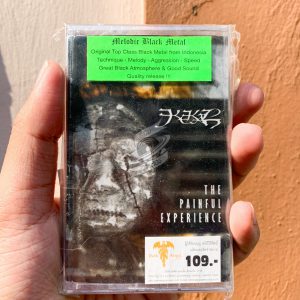 Melodic Black Metal
Original Top Class Black Metal from Indonesia
Technique - Melody - Aggression - Speed
Great Black Atmosphere & Good Sound
Quality release !!!
KEKAL
THE
PAINFUL
EXPERIENCE
109.-